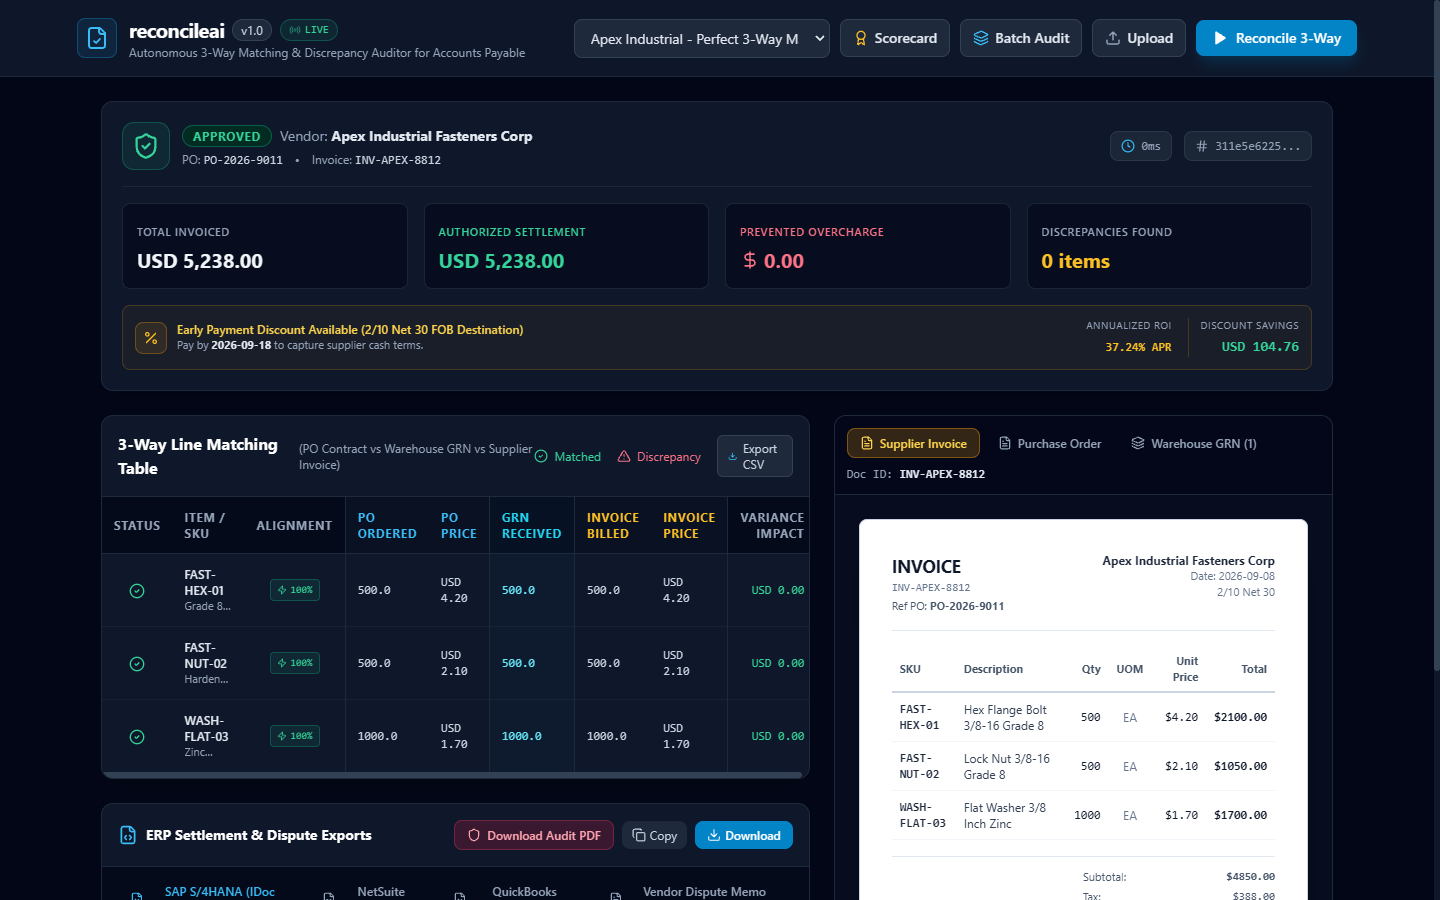 reconcileai v1.0 LIVE
Autonomous 3-Way Matching & Discrepancy Auditor for Accounts Payable
Apex Industrial - Perfect 3-Way M
Scorecard
Batch Audit
Upload
Reconcile 3-Way
APPROVED Vendor: Apex Industrial Fasteners Corp
PO: PO-2026-9011 • Invoice: INV-APEX-8812
0ms
# 311e5e6225...
TOTAL INVOICED
USD 5,238.00
AUTHORIZED SETTLEMENT
USD 5,238.00
PREVENTED OVERCHARGE
$ 0.00
DISCREPANCIES FOUND
0 items
% Early Payment Discount Available (2/10 Net 30 FOB Destination)
Pay by 2026-09-18 to capture supplier cash terms.
ANNUALIZED ROI
37.24% APR
DISCOUNT SAVINGS
USD 104.76
3-Way Line Matching
Table
(PO Contract vs Warehouse GRN vs Supplier
Invoice)
Matched
Discrepancy
Export
CSV
STATUS
ITEM /
SKU
ALIGNMENT
PO
ORDERED
PO
PRICE
GRN
RECEIVED
INVOICE
BILLED
INVOICE
PRICE
VARIANCE
IMPACT
FAST-
HEX-01
Grade 8...
100%
500.0
USD
4.20
500.0
500.0
USD
4.20
USD 0.00
FAST-
NUT-02
Harden...
100%
500.0
USD
2.10
500.0
500.0
USD
2.10
USD 0.00
WASH-
FLAT-03
Zinc...
100%
1000.0
USD
1.70
1000.0
1000.0
USD
1.70
USD 0.00
ERP Settlement & Dispute Exports
Download Audit PDF
Copy
Download
SAP S/4HANA (IDoc
NetSuite
QuickBooks
Vendor Dispute Memo
Supplier Invoice
Purchase Order
Warehouse GRN (1)
Doc ID: INV-APEX-8812
INVOICE
INV-APEX-8812
Ref PO: PO-2026-9011
Apex Industrial Fasteners Corp
Date: 2026-09-08
2/10 Net 30
SKU
Description
Qty
UOM
Unit
Price
Total
FAST-
HEX-01
Hex Flange Bolt
3/8-16 Grade 8
500
EA
$4.20
$2100.00
FAST-
NUT-02
Lock Nut 3/8-16
Grade 8
500
EA
$2.10
$1050.00
WASH-
FLAT-03
Flat Washer 3/8
Inch Zinc
1000
EA
$1.70
$1700.00
Subtotal:
$4850.00
Tax:
$388.00